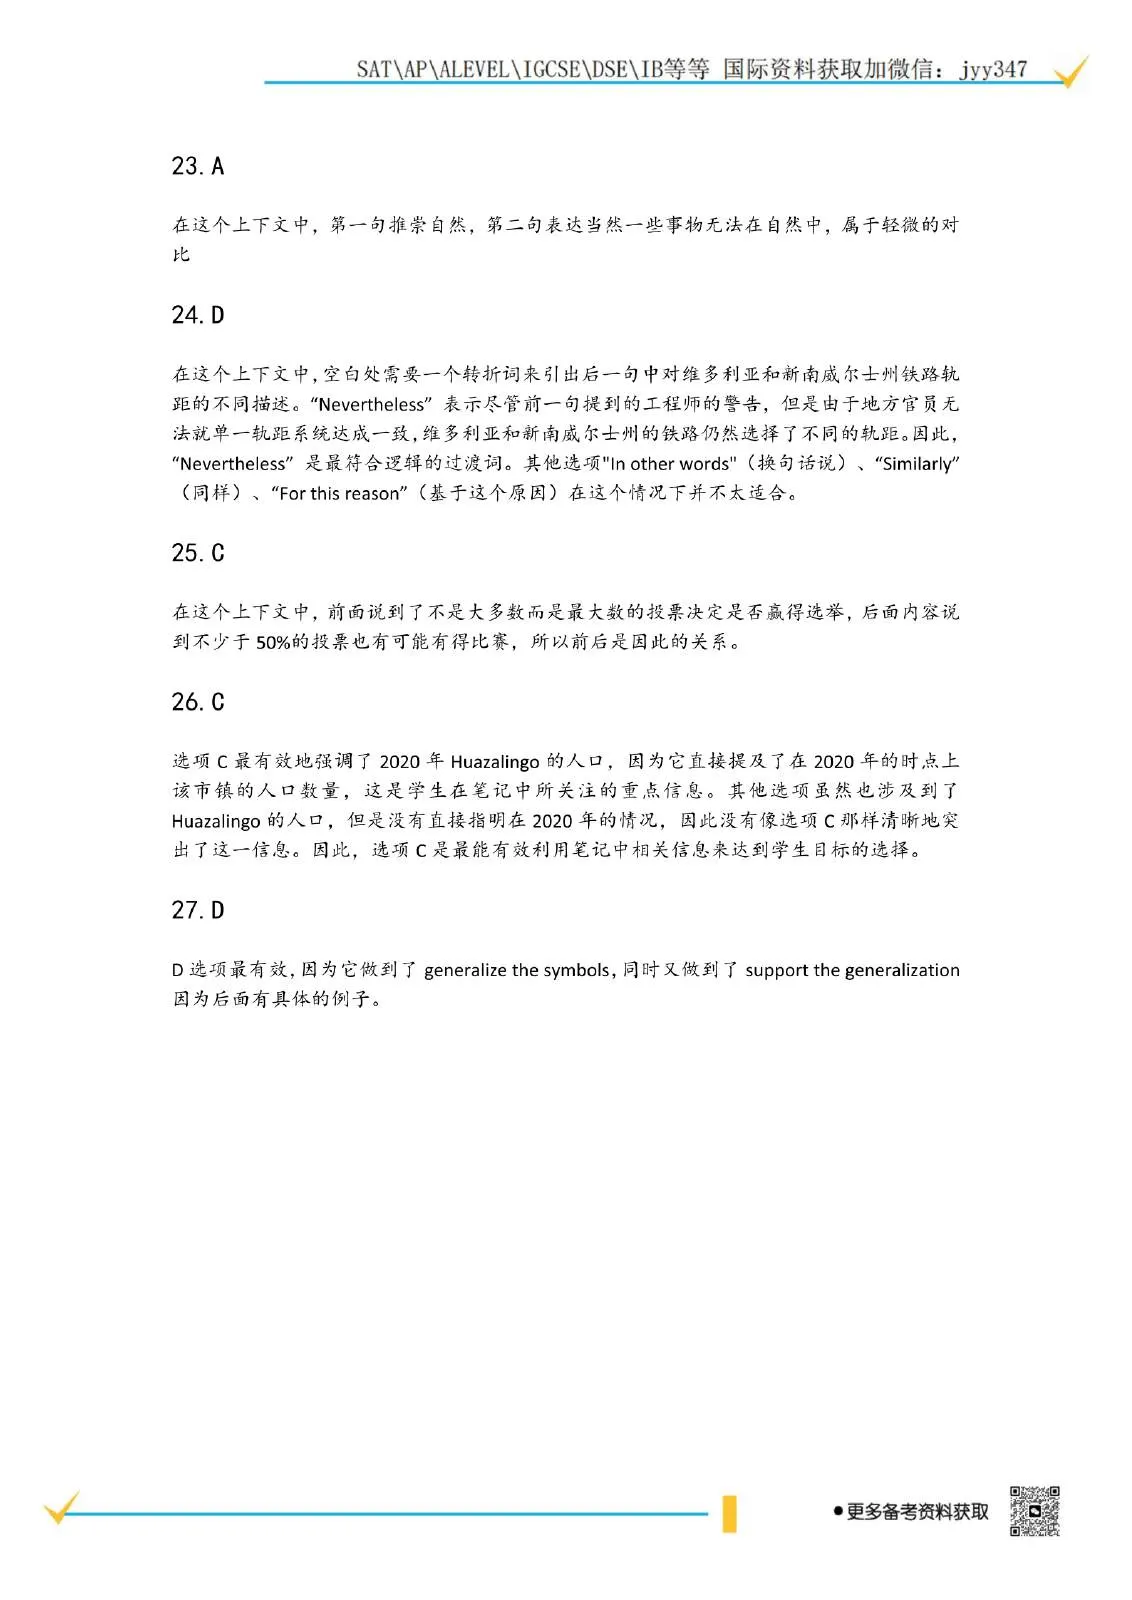 SAT\AP\ALEVEL\IGCSE\DSE\IB等等 国际资料获取加微信：jyy347
23. A
在这个上下文中，第一句推崇自然，第二句表达当然一些事物无法在自然中，属于轻微的对
比
24. D
在这个上下文中，空白处需要一个转折词来引出后一句中对维多利亚和新南威尔士州铁路轨
距的不同描述。“Nevertheless” 表示尽管前一句提到的工程师的警告，但是由于地方官员无
法就单一轨距系统达成一致，维多利亚和新南威尔士州的铁路仍然选择了不同的轨距。因此，
“Nevertheless” 是最符合逻辑的过渡词。其他选项"In other words"（换句话说）、“Similarly”
（同样）、“For this reason”（基于这个原因）在这个情况下并不太适合。
25. C
在这个上下文中，前面说到了不是大多数而是最大数的投票决定是否赢得选举，后面内容说
到不少于 50%的投票也有可能有得比赛，所以前后是因此的关系。
26. C
选项 C 最有效地强调了 2020 年 Huazalingo 的人口，因为它直接提及了在 2020 年的时点上
该市镇的人口数量，这是学生在笔记中所关注的重点信息。其他选项虽然也涉及到了
Huazalingo 的人口，但是没有直接指明在 2020 年的情况，因此没有像选项 C 那样清晰地突
出了这一信息。因此，选项 C 是最能有效利用笔记中相关信息来达到学生目标的选择。
27. D
D 选项最有效，因为它做到了 generalize the symbols，同时又做到了 support the generalization
因为后面有具体的例子。
●更多备考资料获取